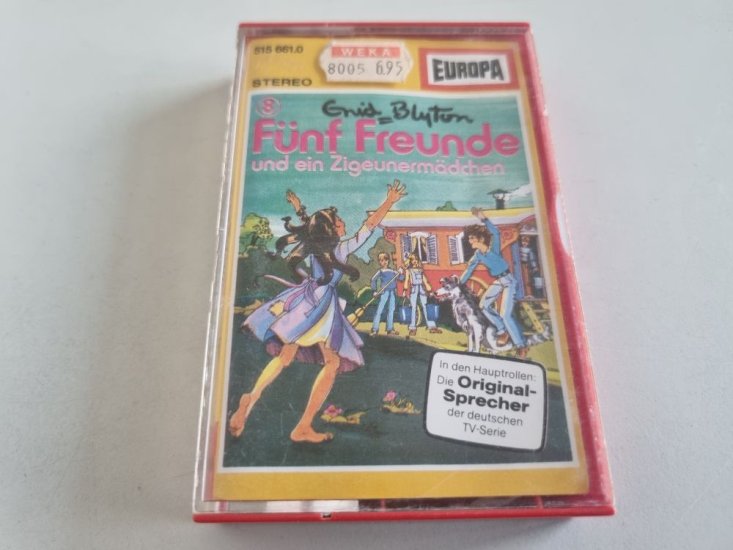 515 661.0
WEKA
8005 6.95
EUROPA
STEREO
8
Enid Blyton
Fünf Freunde
und ein Zigeunermädchen
In den Hauptrollen:
Die Original-
Sprecher
der deutschen
TV-Serie